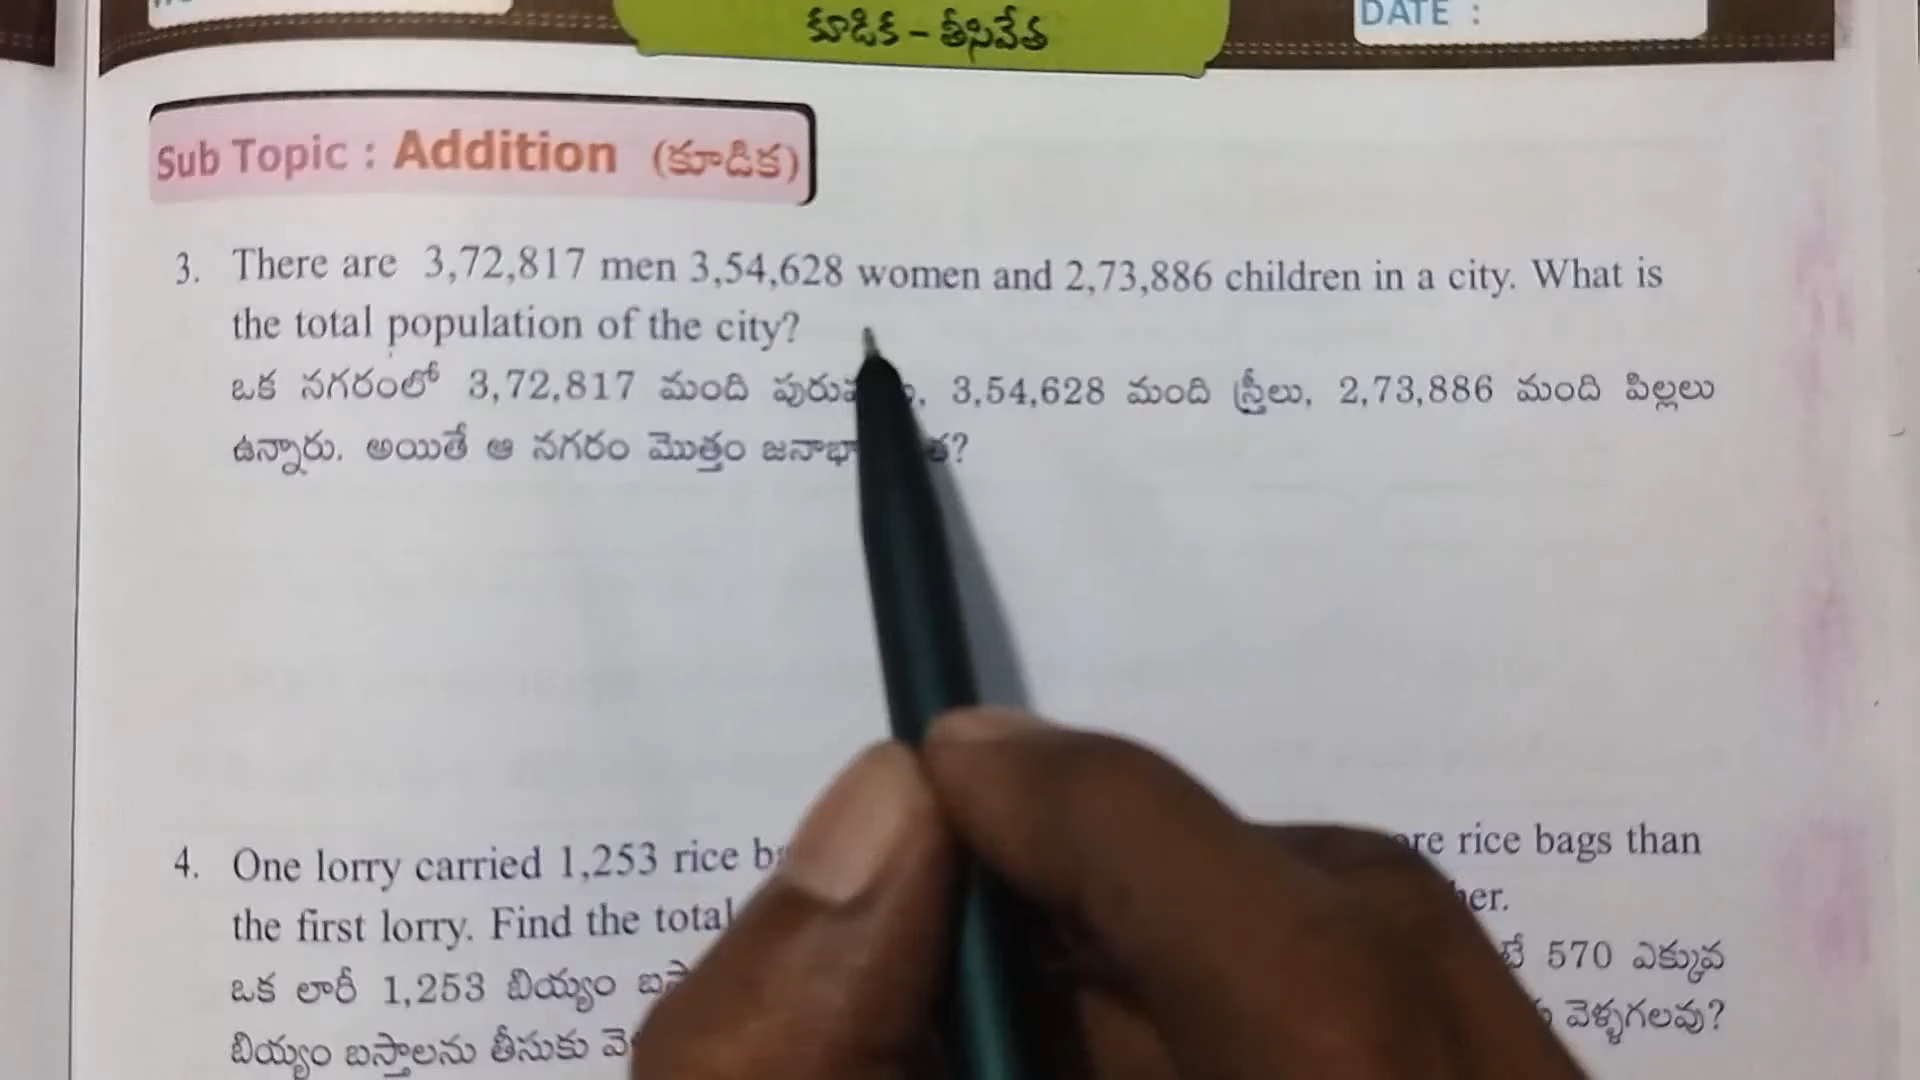 కూడిక - తీసివేత
DATE :
Sub Topic : Addition (కూడిక)
3. There are 3,72,817 men 3,54,628 women and 2,73,886 children in a city. What is
the total population of the city?
ఒక నగరంలో 3,72,817 మంది 3,54,628 మంది స్త్రీలు, 2,73,886 మంది పిల్లలు
ఉన్నారు. అయితే ఆ నగరం మొత్తం
4. One lorry carried 1,253 rice rice bags than
the first lorry. Find the total
ఒక లారీ 1,253 బియ్యం 570 ఎక్కువ
బియ్యం బస్తాలను తీసుకు వెళ్ళగలవు?